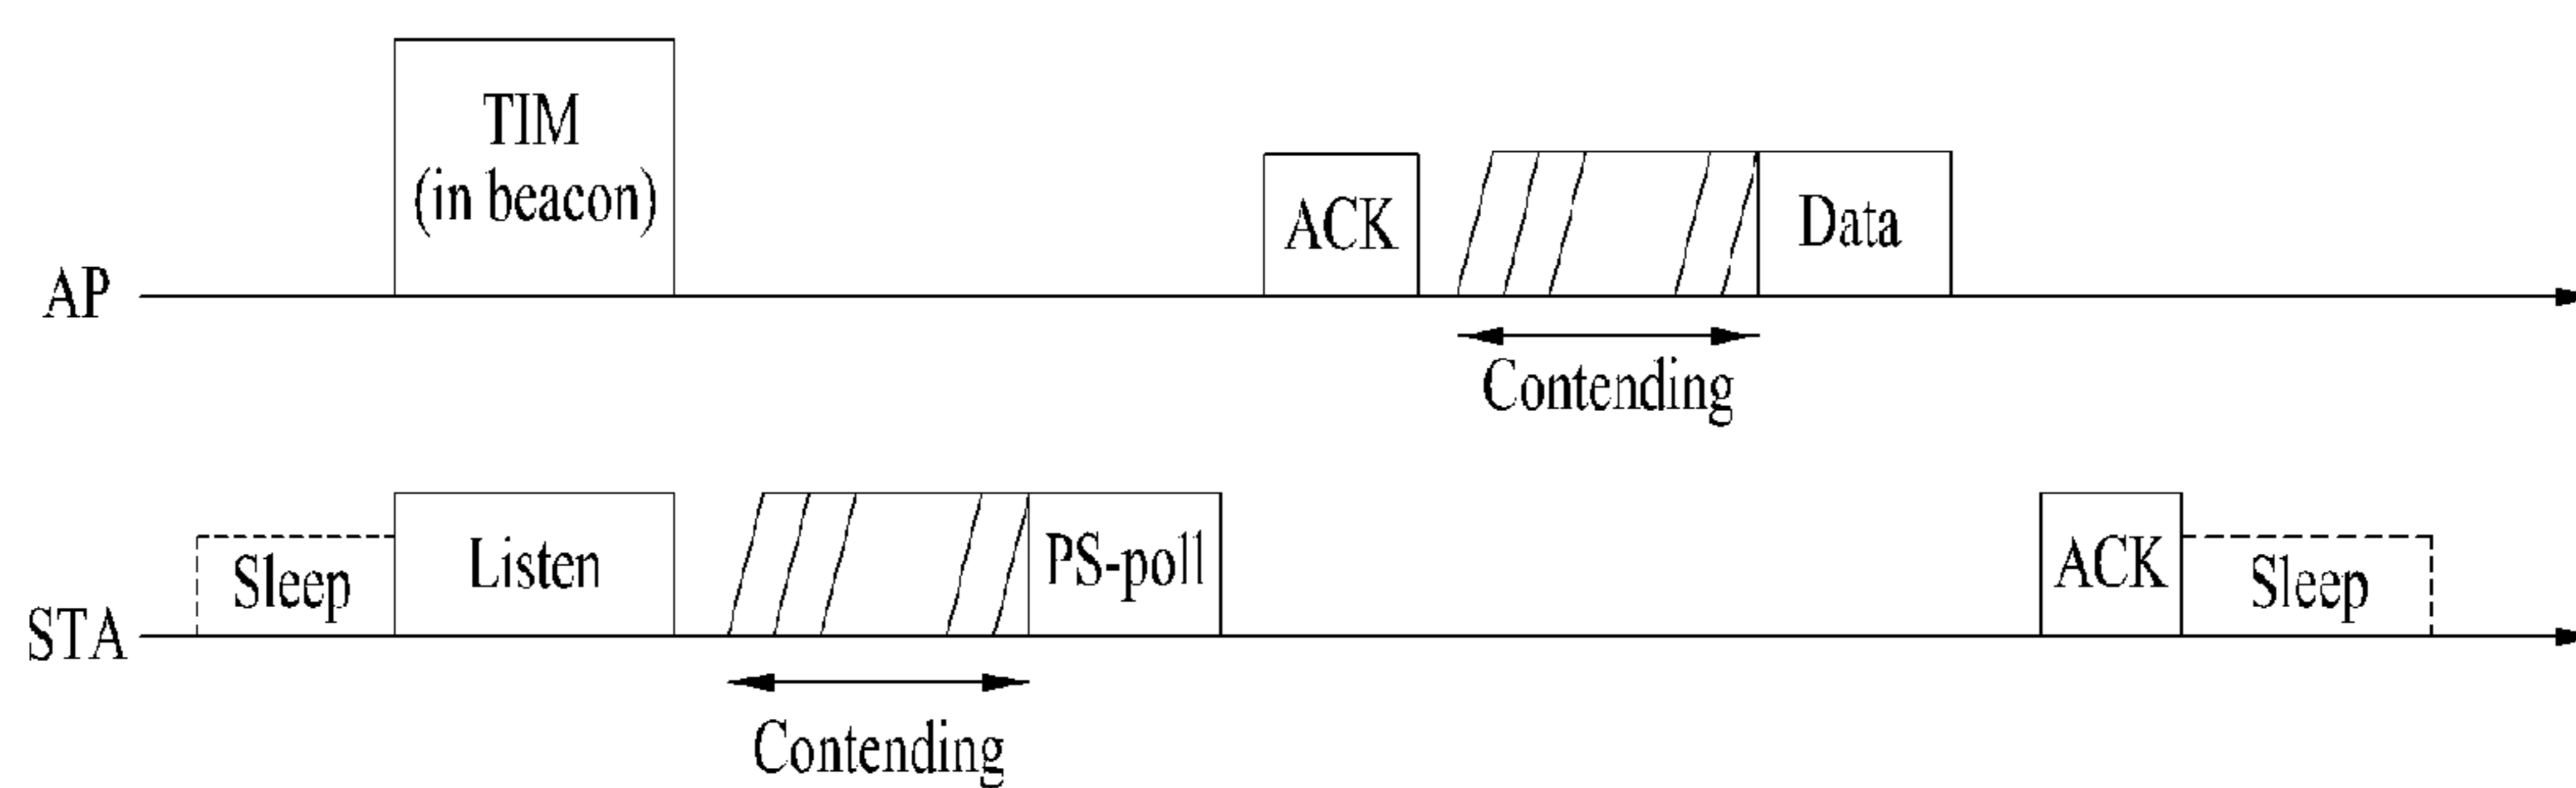 TIM
(in beacon)
AP
ACK
Data
Contending
STA
Sleep
Listen
PS-poll
ACK
Sleep
Contending